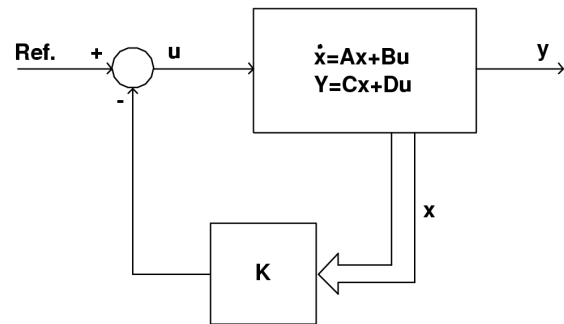 Ref.
+
u
ẋ=Ax+Bu
Y=Cx+Du
y
-
x
K